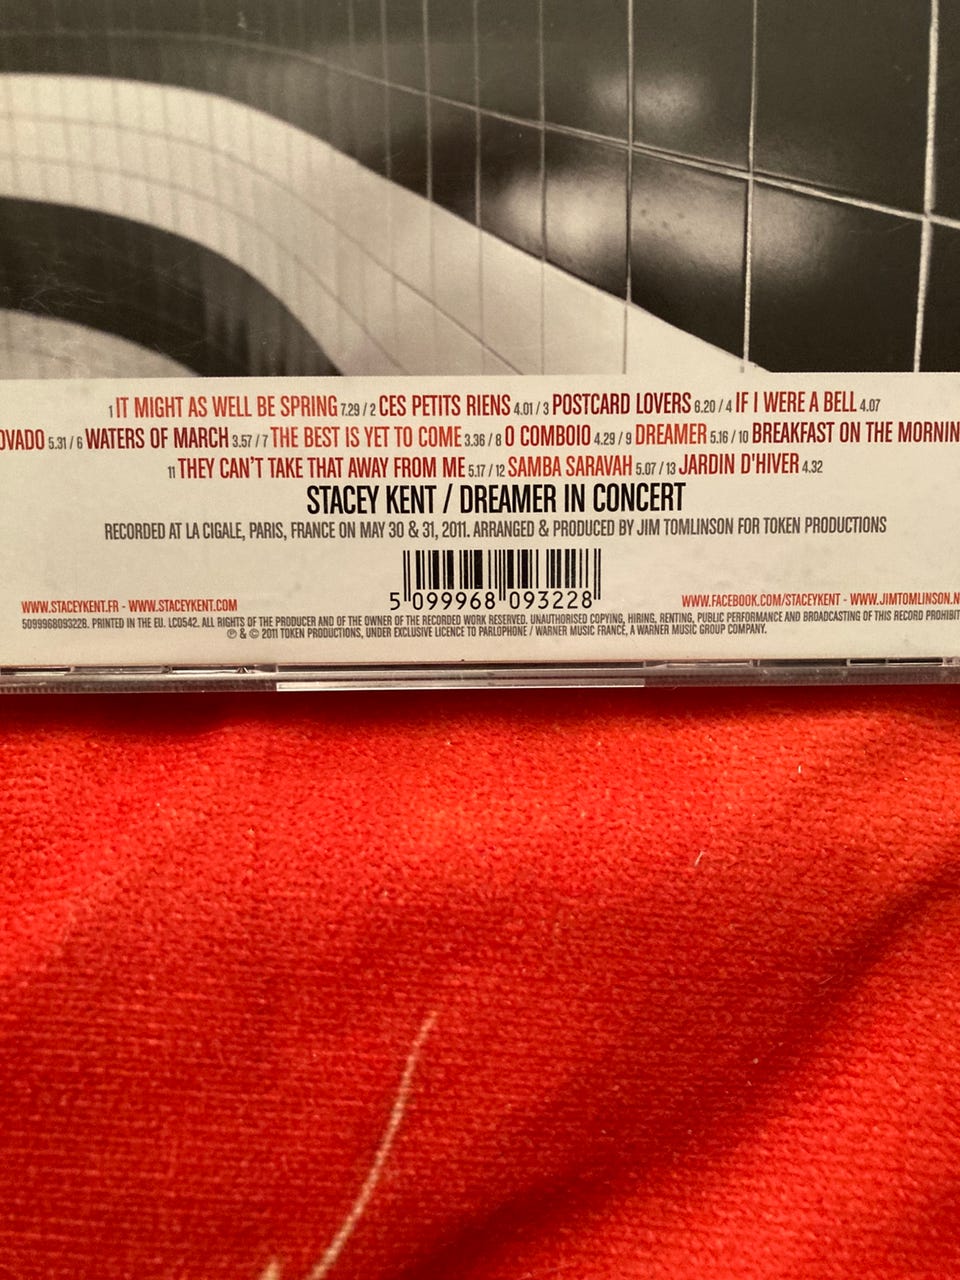 1 IT MIGHT AS WELL BE SPRING 7.29 / 2 CES PETITS RIENS 4.01 / 3 POSTCARD LOVERS 6.20 / 4 IF I WERE A BELL 4.07
OVADO 5.31 / 6 WATERS OF MARCH 3.57 / 7 THE BEST IS YET TO COME 3.36 / 8 O COMBOIO 4.29 / 9 DREAMER 5.16 / 10 BREAKFAST ON THE MORNIN
11 THEY CAN'T TAKE THAT AWAY FROM ME 5.17 / 12 SAMBA SARAVAH 5.07 / 13 JARDIN D'HIVER 4.32
STACEY KENT / DREAMER IN CONCERT
RECORDED AT LA CIGALE, PARIS, FRANCE ON MAY 30 & 31, 2011. ARRANGED & PRODUCED BY JIM TOMLINSON FOR TOKEN PRODUCTIONS
5 099968 093228
WWW.STACEYKENT.FR - WWW.STACEYKENT.COM
WWW.FACEBOOK.COM/STACEYKENT - WWW.JIMTOMLINSON.N
5099968093228. PRINTED IN THE EU. LC0542. ALL RIGHTS OF THE PRODUCER AND OF THE OWNER OF THE RECORDED WORK RESERVED. UNAUTHORISED COPYING, HIRING, RENTING, PUBLIC PERFORMANCE AND BROADCASTING OF THIS RECORD PROHIBIT
℗ & © 2011 TOKEN PRODUCTIONS, UNDER EXCLUSIVE LICENCE TO PARLOPHONE / WARNER MUSIC FRANCE, A WARNER MUSIC GROUP COMPANY.